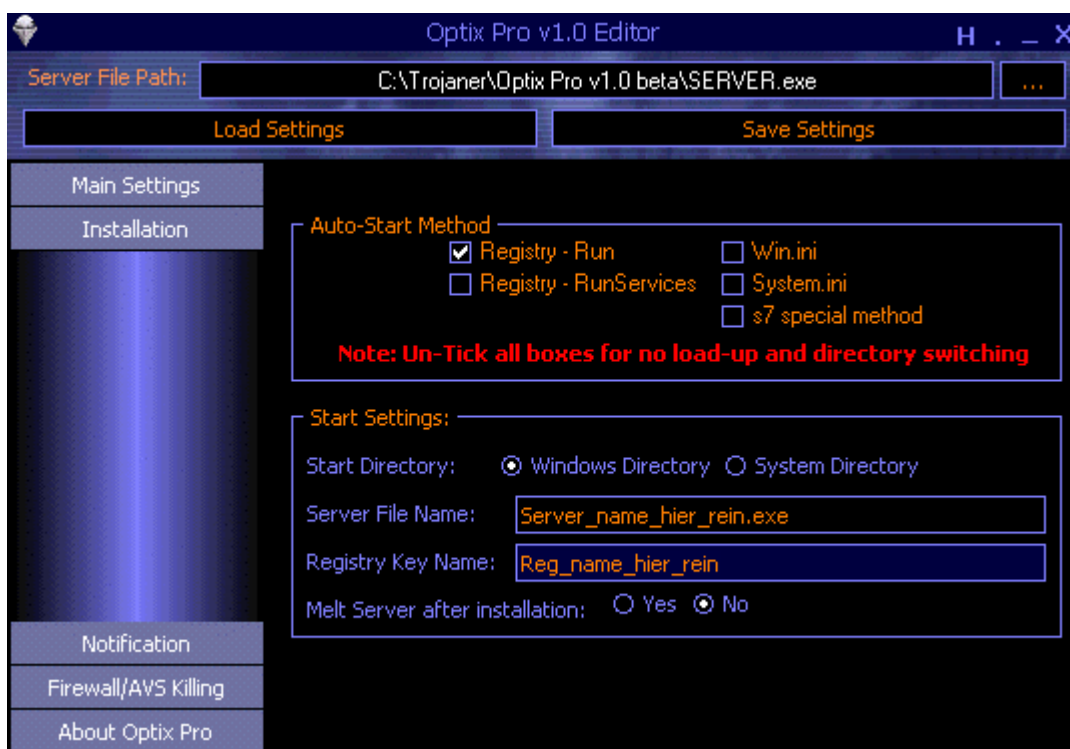 Optix Pro v1.0 Editor
H . _ X
Server File Path: C:\Trojaner\Optix Pro v1.0 beta\SERVER.exe ...
Load Settings Save Settings
Main Settings
Installation
Auto-Start Method
Registry - Run Win.ini
Registry - RunServices System.ini
s7 special method
Note: Un-Tick all boxes for no load-up and directory switching
Start Settings:
Start Directory: Windows Directory System Directory
Server File Name: Server_name_hier_rein.exe
Registry Key Name: Reg_name_hier_rein
Melt Server after installation: Yes No
Notification
Firewall/AVS Killing
About Optix Pro